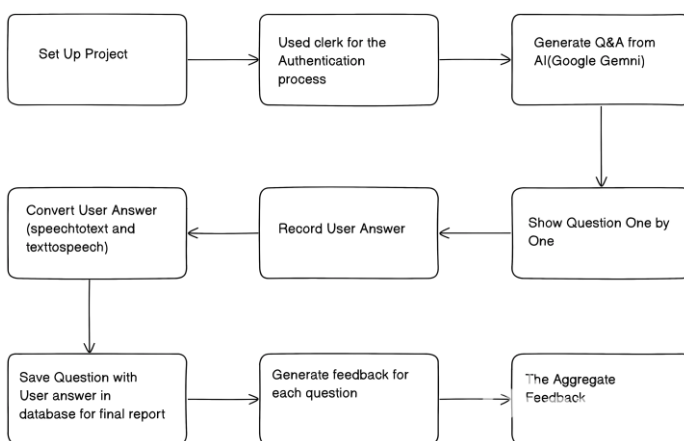 Set Up Project
Used clerk for the
Authentication
process
Generate Q&A from
AI(Google Gemni)
Show Question One by
One
Record User Answer
Convert User Answer
(speechtotext and
texttospeech)
Save Question with
User answer in
database for final report
Generate feedback for
each question
The Aggregate
Feedback